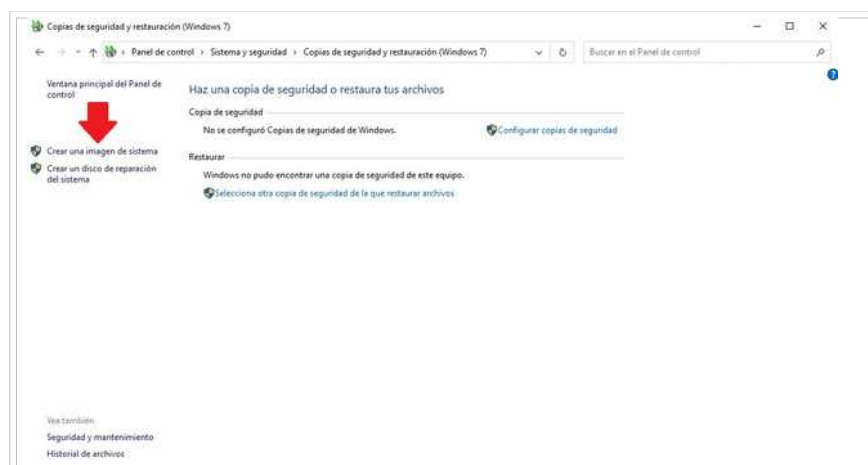 Copias de seguridad y restauración (Windows 7)
Panel de control > Sistema y seguridad > Copias de seguridad y restauración (Windows 7)
Buscar en el Panel de control
Ventana principal del Panel de
control
Haz una copia de seguridad o restaura tus archivos
Copia de seguridad
No se configuró Copias de seguridad de Windows.
Configurar copias de seguridad
Crear una imagen de sistema
Crear un disco de reparación
del sistema
Restaurar
Windows no pudo encontrar una copia de seguridad de este equipo.
Selecciona otra copia de seguridad de la que restaurar archivos
Vea también
Seguridad y mantenimiento
Historial de archivos